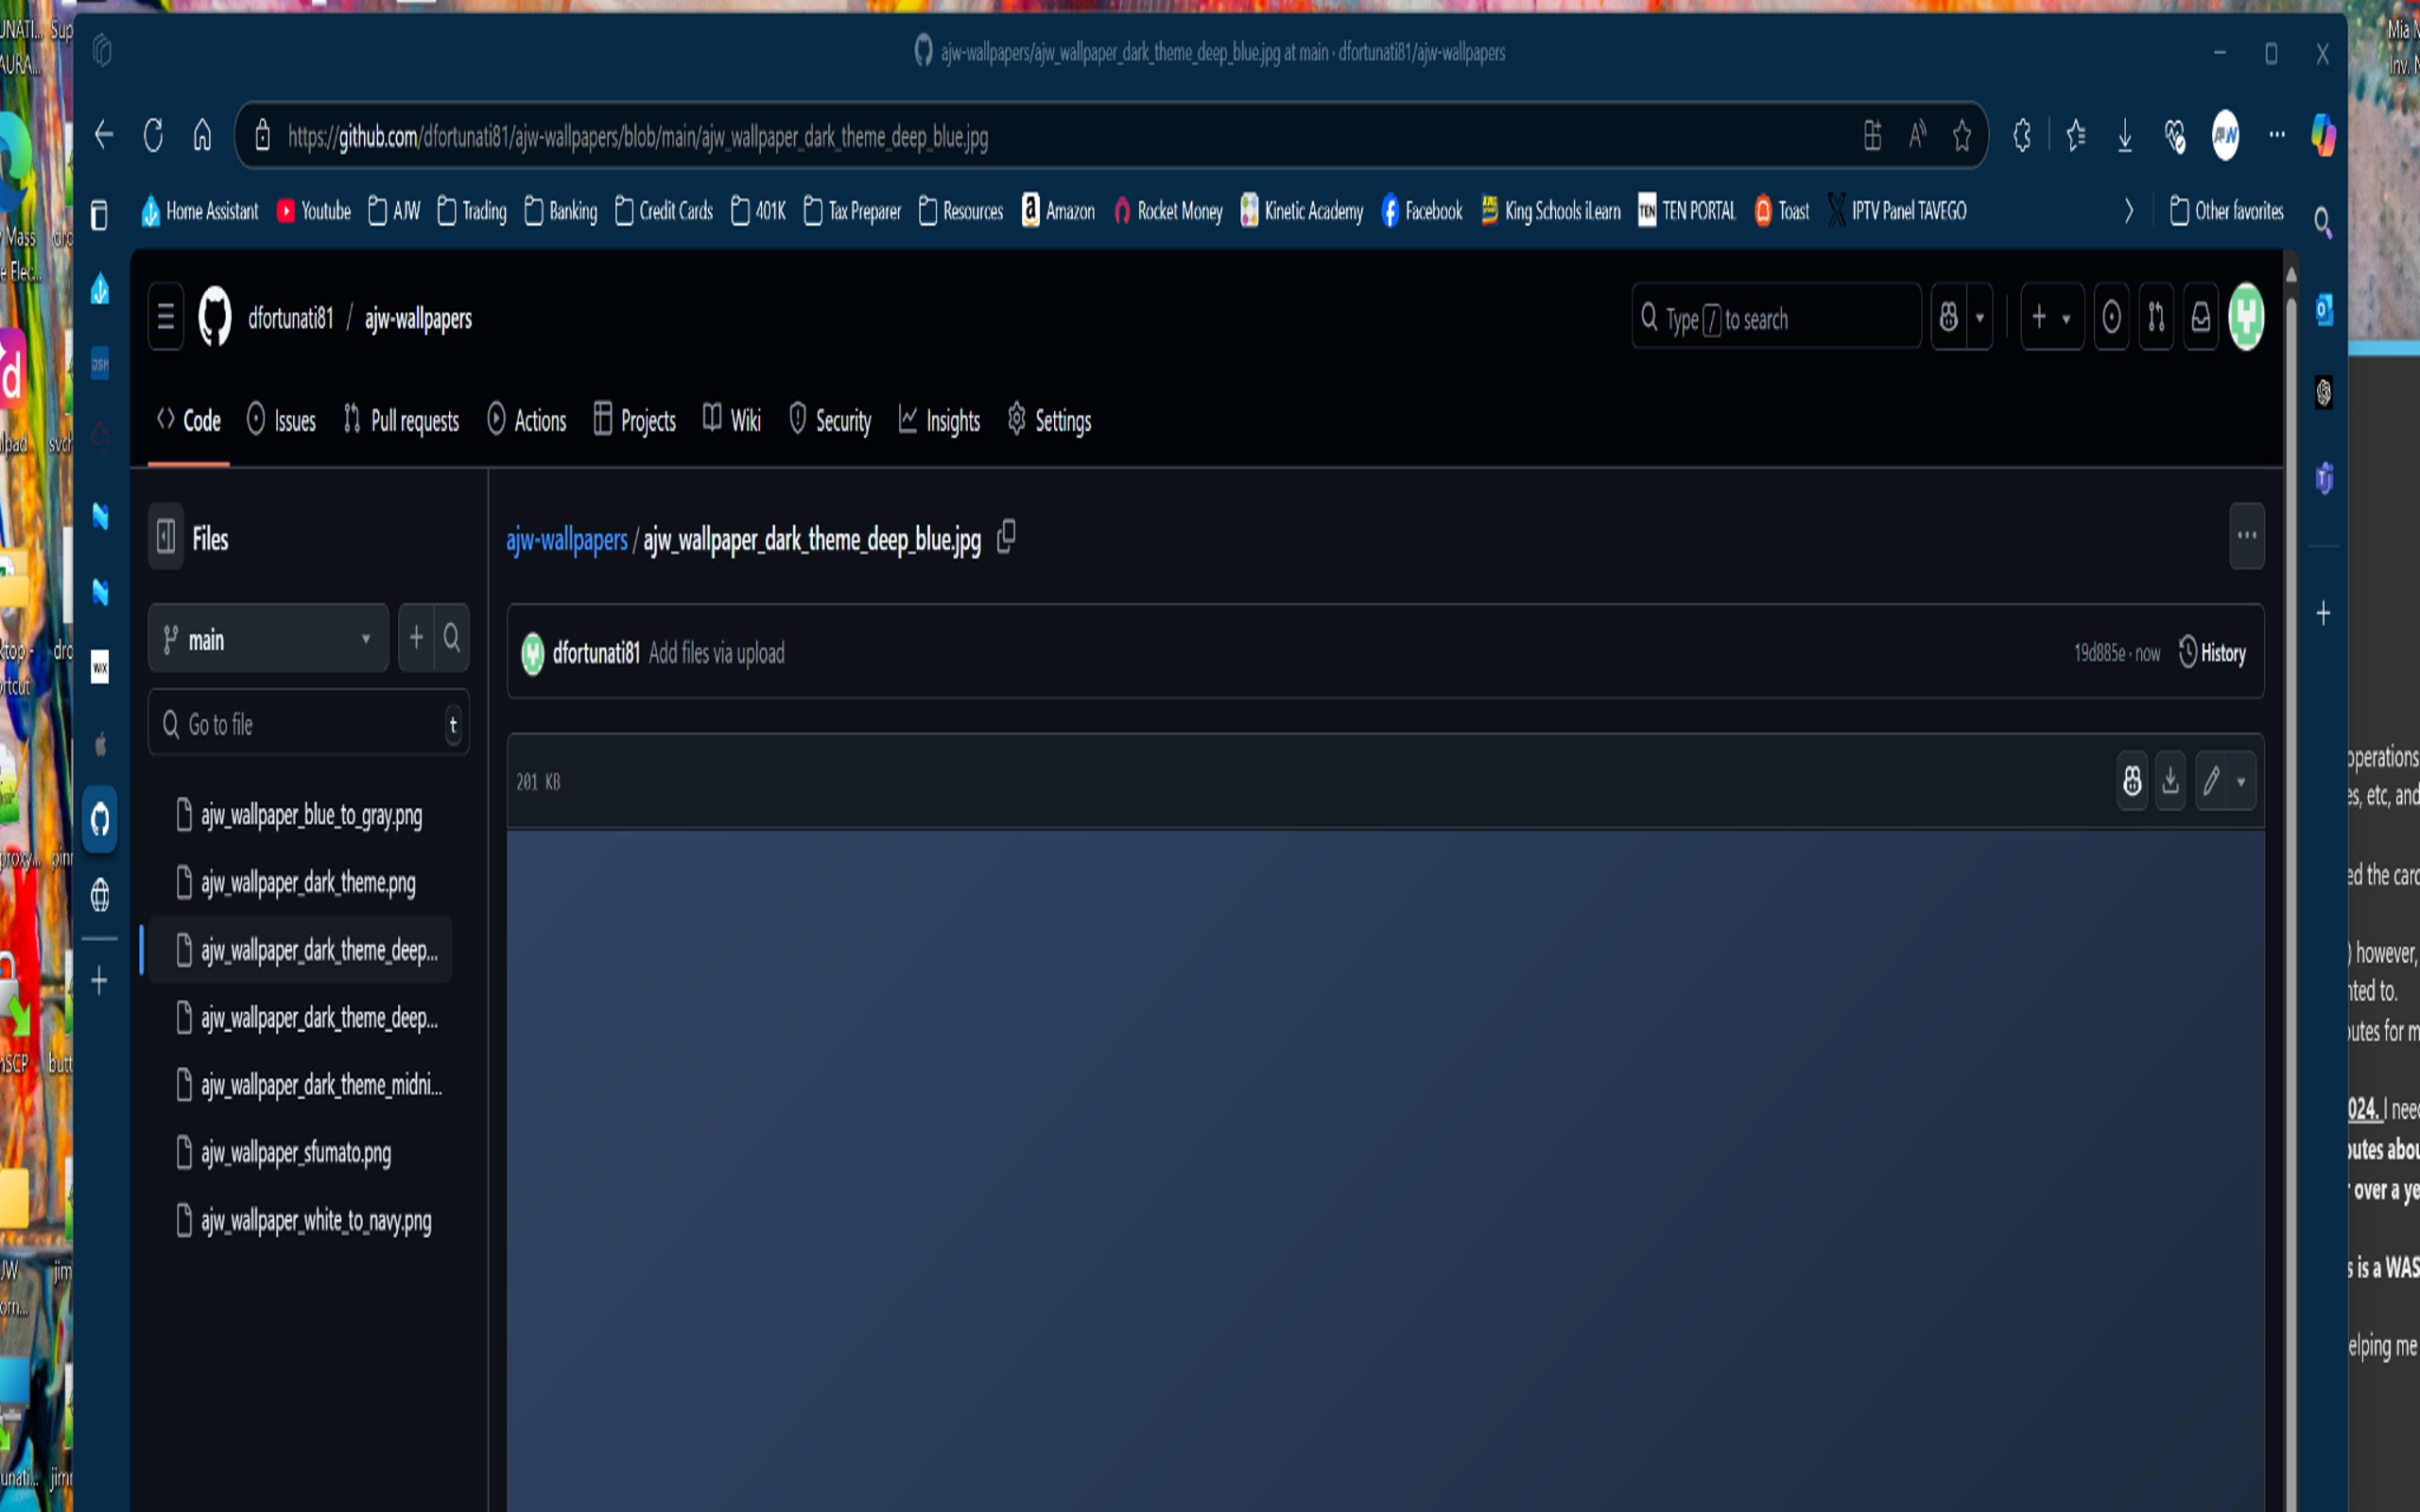 ajw-wallpapers/ajw_wallpaper_dark_theme_deep_blue.jpg at main · dfortunati81/ajw-wallpapers
https://github.com/dfortunati81/ajw-wallpapers/blob/main/ajw_wallpaper_dark_theme_deep_blue.jpg
Home Assistant Youtube AJW Trading Banking Credit Cards 401K Tax Preparer Resources Amazon Rocket Money Kinetic Academy Facebook King Schools iLearn TEN PORTAL Toast IPTV Panel TAVEGO Other favorites
dfortunati81 / ajw-wallpapers
Type / to search
Code Issues Pull requests Actions Projects Wiki Security Insights Settings
Files
ajw-wallpapers / ajw_wallpaper_dark_theme_deep_blue.jpg
main
dfortunati81 Add files via upload
19d885e · now History
Go to file t
201 KB
ajw_wallpaper_blue_to_gray.png
ajw_wallpaper_dark_theme.png
ajw_wallpaper_dark_theme_deep...
ajw_wallpaper_dark_theme_deep...
ajw_wallpaper_dark_theme_midni...
ajw_wallpaper_sfumato.png
ajw_wallpaper_white_to_navy.png
Mia
Inv.
operations
es, etc, and
ed the card
) however,
nted to.
outes for m
024. I need
outes abou
r over a ye
s is a WAS
elping me